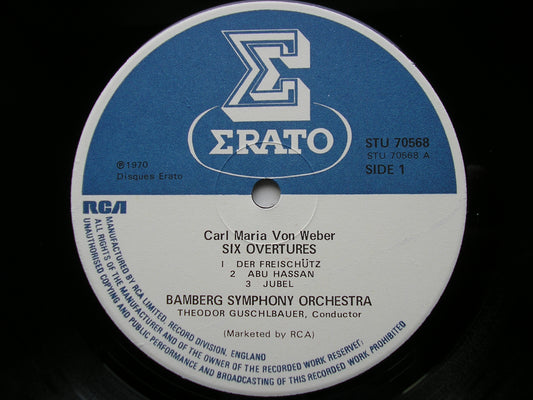 ΣRATO
℗ 1970
Disques Erato
STU 70568
STU 70568 A
SIDE 1
RCA
Carl Maria Von Weber
SIX OVERTURES
1 DER FREISCHÜTZ
2 ABU HASSAN
3 JUBEL
BAMBERG SYMPHONY ORCHESTRA
THEODOR GUSCHLBAUER, Conductor
(Marketed by RCA)
MANUFACTURED BY RCA LIMITED, RECORD DIVISION, ENGLAND
ALL RIGHTS OF THE MANUFACTURER AND OF THE OWNER OF THE RECORDED WORK RESERVED
UNAUTHORISED COPYING AND PUBLIC PERFORMANCE AND BROADCASTING OF THIS RECORDED WORK PROHIBITED